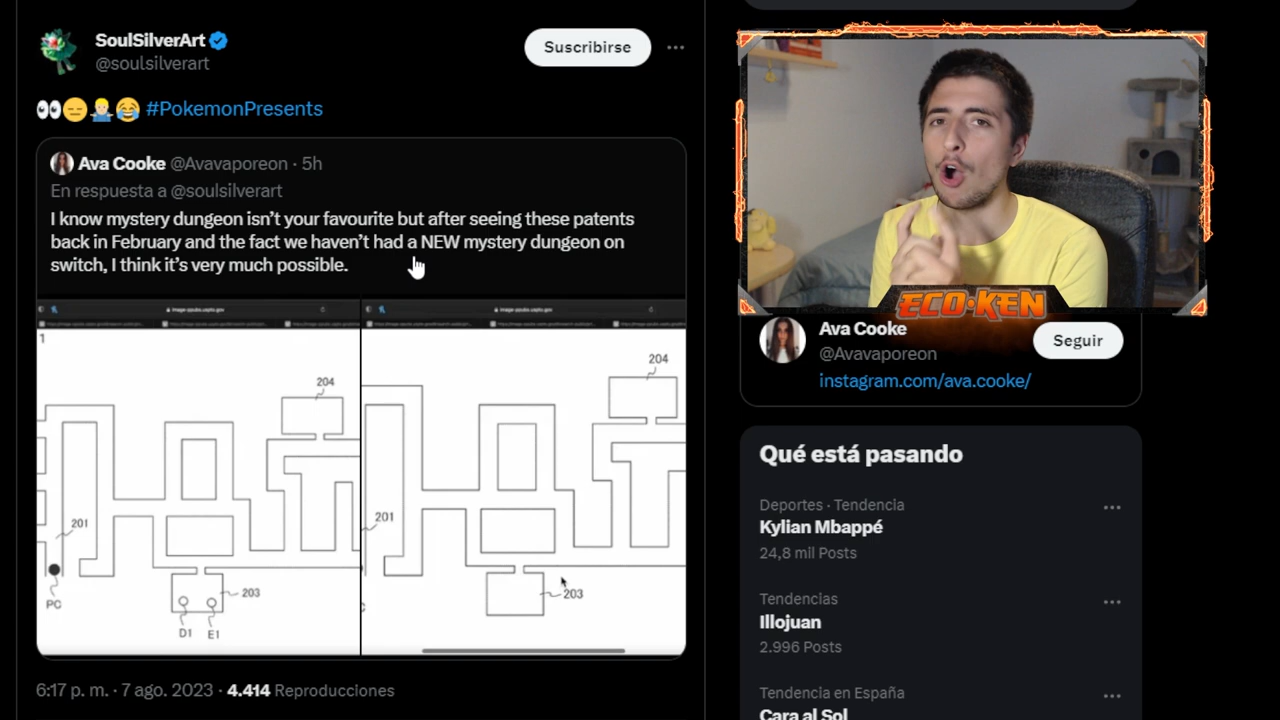 SoulSilverArt
@soulsilverart
Suscribirse
#PokemonPresents
Ava Cooke @Avavaporeon · 5h
En respuesta a @soulsilverart
I know mystery dungeon isn't your favourite but after seeing these patents
back in February and the fact we haven't had a NEW mystery dungeon on
switch, I think it's very much possible.
1
204
201
203
PC
D1
E1
204
201
203
6:17 p. m. · 7 ago. 2023 · 4.414 Reproducciones
ECO·KEN
Ava Cooke
@Avavaporeon
Seguir
instagram.com/ava.cooke/
Qué está pasando
Deportes · Tendencia
Kylian Mbappé
24,8 mil Posts
Tendencias
Illojuan
2.996 Posts
Tendencia en España
Cara al Sol